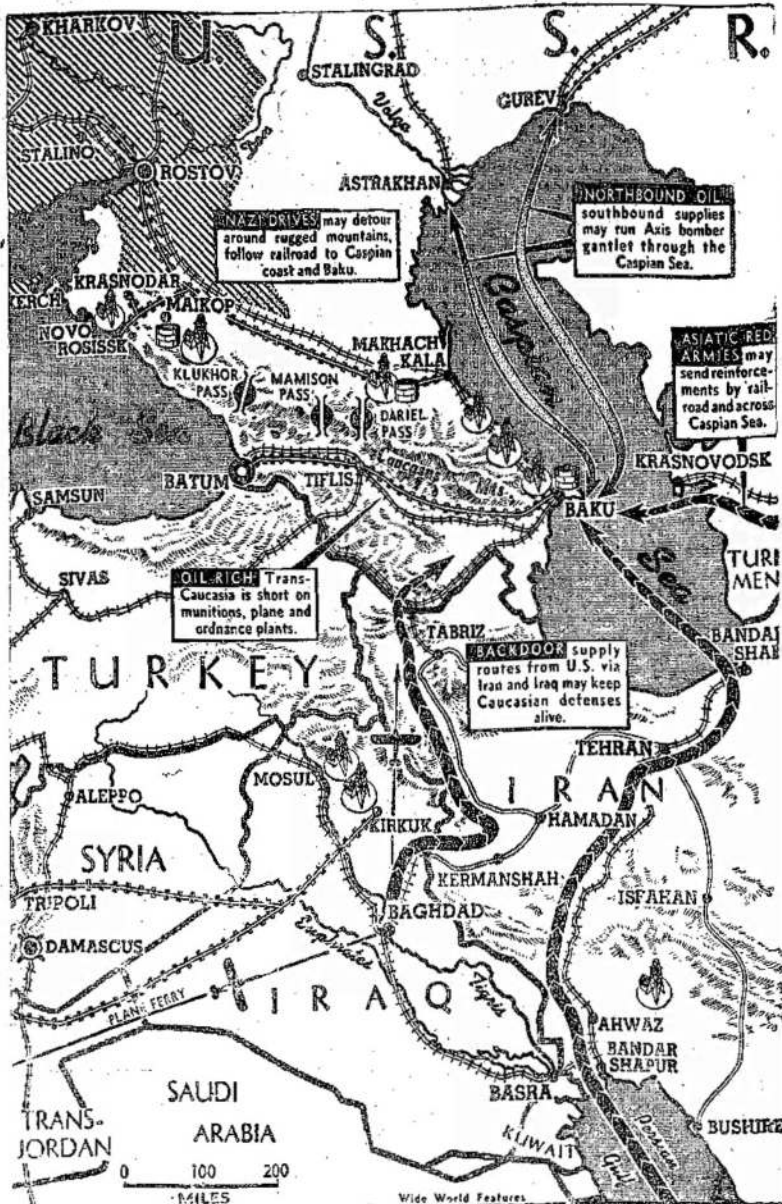 U. S. S. R.
KHARKOV
STALINGRAD
Volga
GUREV
STALINO
Don
ROSTOV
ASTRAKHAN
NAZI DRIVES may detour
around rugged mountains,
follow railroad to Caspian
coast and Baku.
NORTHBOUND OIL
southbound supplies
may run Axis bomber
gantlet through the
Caspian Sea.
KERCH
KRASNODAR
MAIKOP
NOVO
ROSISSK
Caspian
Sea
MAKHACH
KALA
ASIATIC RED
ARMIES may
send reinforce-
ments by rail-
road and across
Caspian Sea.
KLUKHOR
PASS
MAMISON
PASS
DARIEL
PASS
Black Sea
Caucasus Mts.
KRASNOVODSK
BATUM
TIFLIS
BAKU
SAMSUN
TURK
MEN
SIVAS
OIL-RICH Trans-
Caucasia is short on
munitions, plane and
ordnance plants.
TABRIZ
BANDAR
SHAH
BACKDOOR supply
routes from U.S. via
Iran and Iraq may keep
Caucasian defenses
alive.
TURKEY
TEHRAN
MOSUL
IRAN
ALEPPO
KIRKUK
HAMADAN
SYRIA
KERMANSHAH
ISFAHAN
TRIPOLI
BAGHDAD
DAMASCUS
Euphrates
Tigris
PLANE FERRY
IRAQ
AHWAZ
BANDAR
SHAPUR
BASRA
SAUDI
ARABIA
TRANS-
JORDAN
KUWAIT
Persian
Gulf
BUSHIRE
0 100 200
MILES
Wide World Features